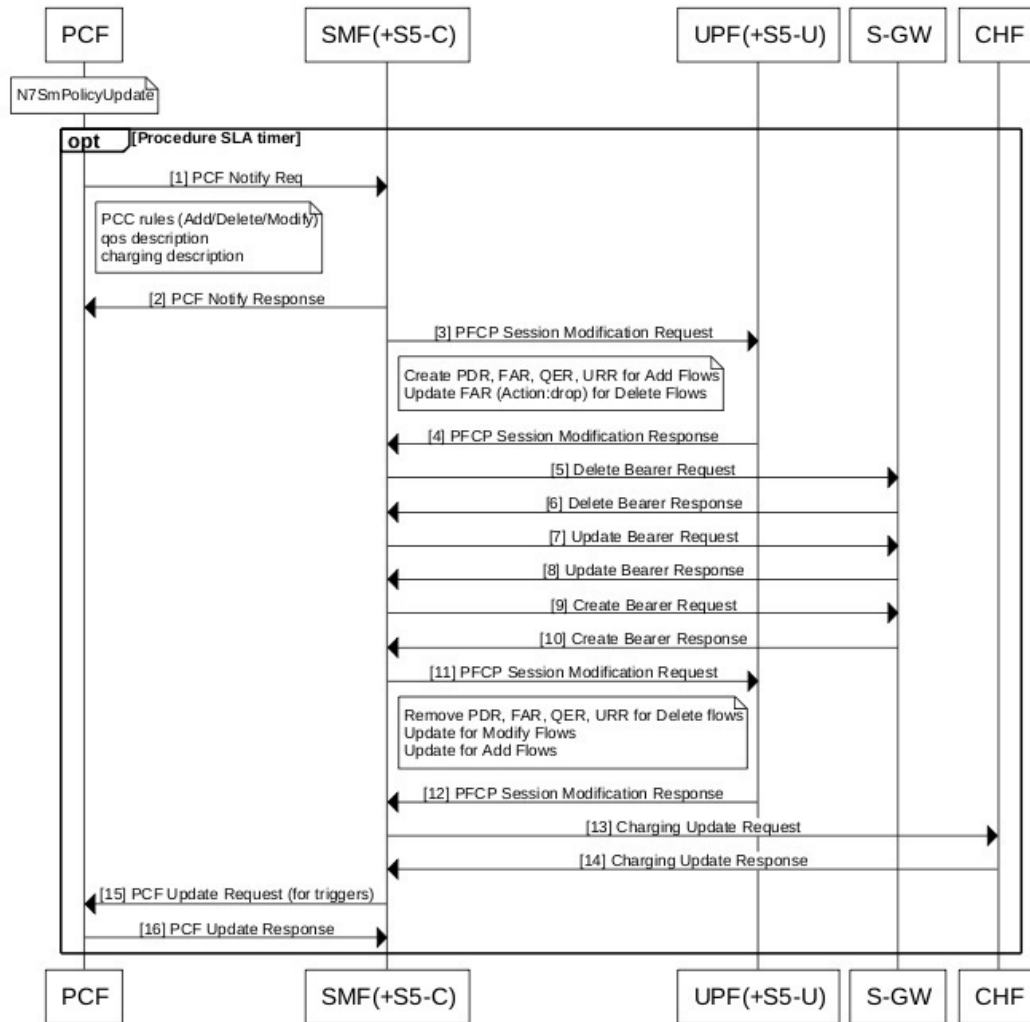 PCF SMF(+S5-C) UPF(+S5-U) S-GW CHF
N7SmPolicyUpdate
opt [Procedure SLA timer]
[1] PCF Notify Req
PCC rules (Add/Delete/Modify)
qos description
charging description
[2] PCF Notify Response
[3] PFCP Session Modification Request
Create PDR, FAR, QER, URR for Add Flows
Update FAR (Action:drop) for Delete Flows
[4] PFCP Session Modification Response
[5] Delete Bearer Request
[6] Delete Bearer Response
[7] Update Bearer Request
[8] Update Bearer Response
[9] Create Bearer Request
[10] Create Bearer Response
[11] PFCP Session Modification Request
Remove PDR, FAR, QER, URR for Delete flows
Update for Modify Flows
Update for Add Flows
[12] PFCP Session Modification Response
[13] Charging Update Request
[14] Charging Update Response
[15] PCF Update Request (for triggers)
[16] PCF Update Response
PCF SMF(+S5-C) UPF(+S5-U) S-GW CHF